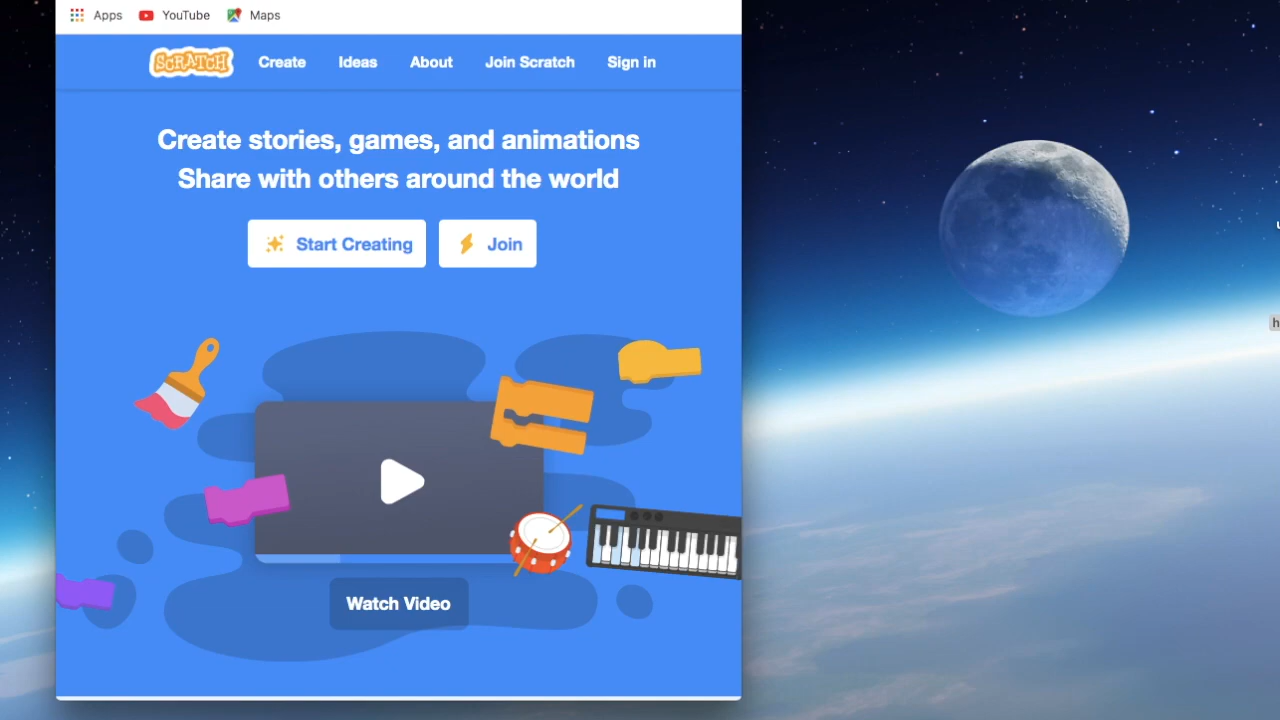 Apps YouTube Maps
SCRATCH Create Ideas About Join Scratch Sign in
Create stories, games, and animations
Share with others around the world
Start Creating Join
Watch Video